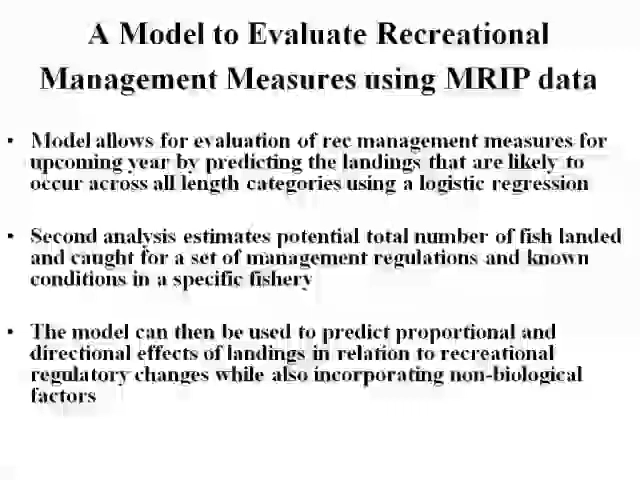 A Model to Evaluate Recreational
Management Measures using MRIP data
• Model allows for evaluation of rec management measures for
upcoming year by predicting the landings that are likely to
occur across all length categories using a logistic regression
• Second analysis estimates potential total number of fish landed
and caught for a set of management regulations and known
conditions in a specific fishery
• The model can then be used to predict proportional and
directional effects of landings in relation to recreational
regulatory changes while also incorporating non-biological
factors